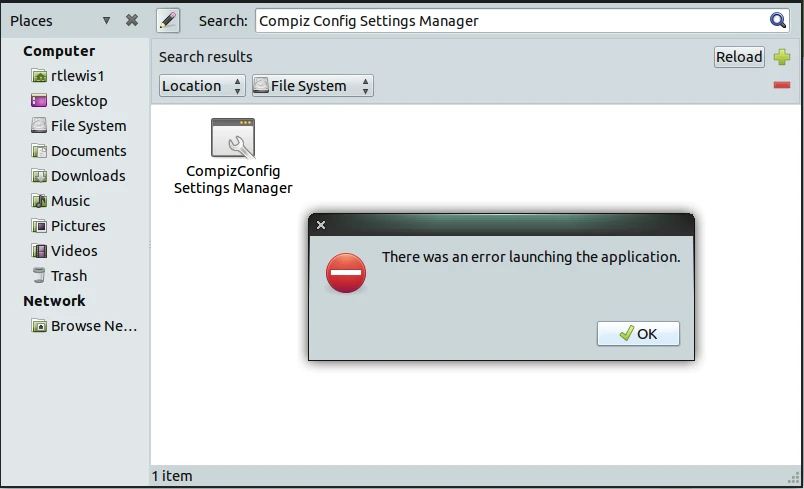 Places
Search: Compiz Config Settings Manager
Computer
rtlewis1
Desktop
File System
Documents
Downloads
Music
Pictures
Videos
Trash
Network
Browse Ne...
Search results
Reload
Location
File System
CompizConfig
Settings Manager
There was an error launching the application.
OK
1 item